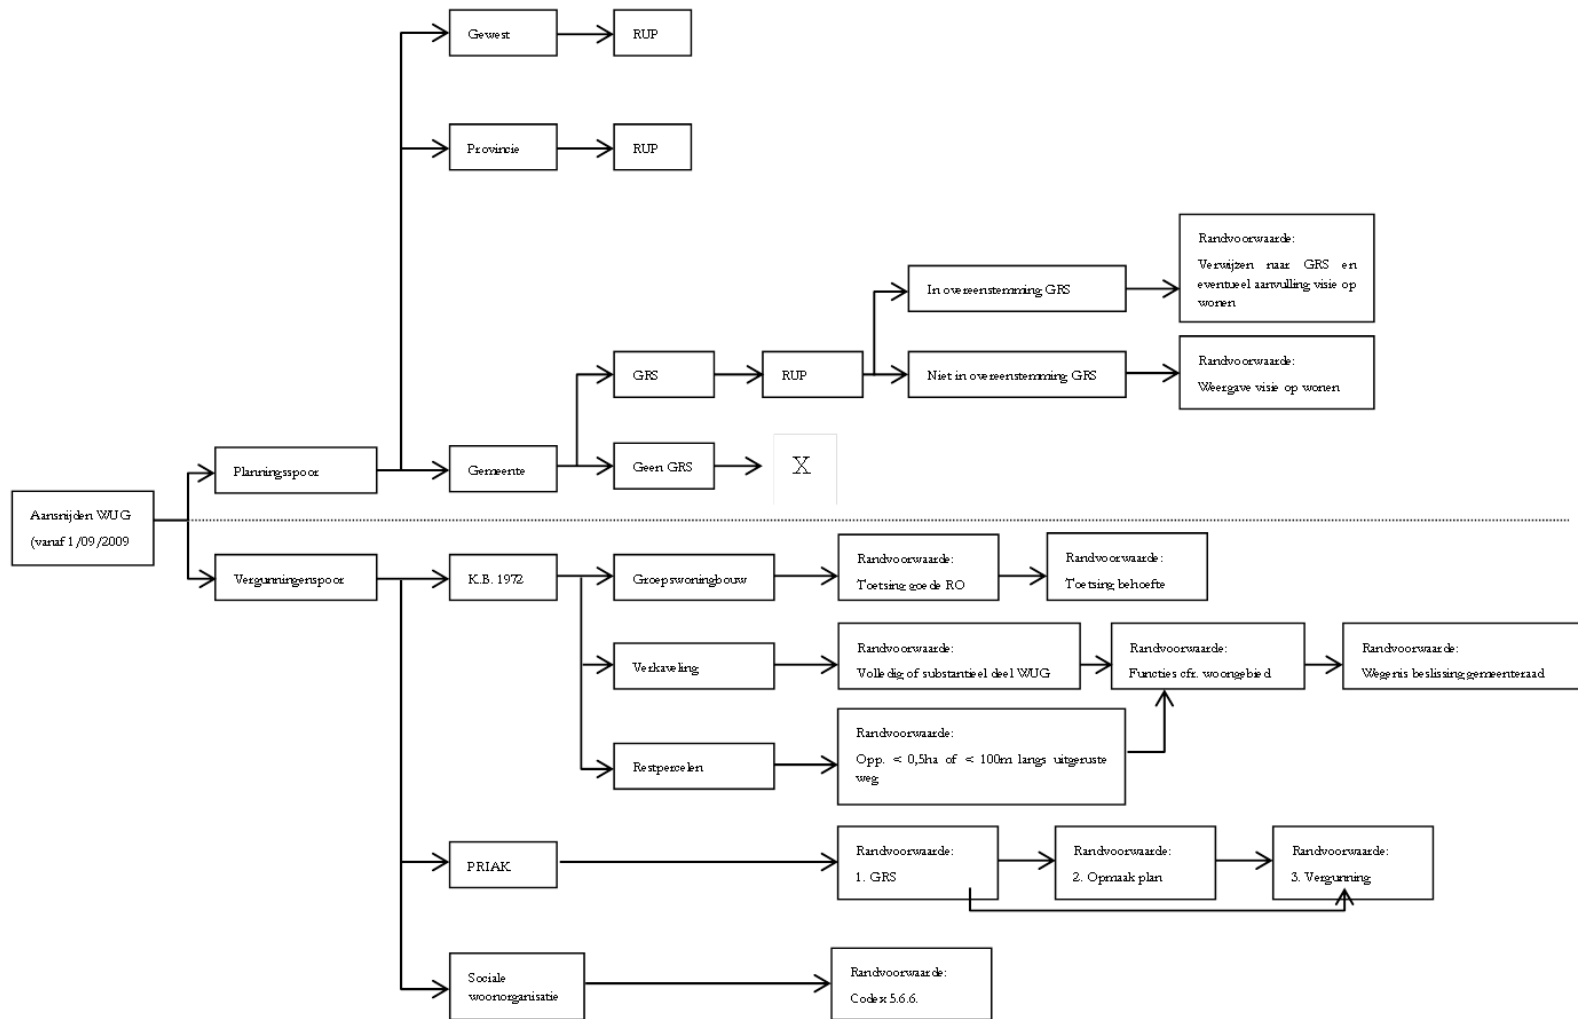 Gewest
RUP
Provincie
RUP
Randvoorwaarde:
Verwijzen naar GRS en
eventueel aanvulling visie op
wonen
In overeenstemming GRS
GRS
RUP
Niet in overeenstemming GRS
Randvoorwaarde:
Weergave visie op wonen
Planningsspoor
Gemeente
Geen GRS
X
Aansnijden WUG
(vanaf 1/09/2009
Vergunningenspoor
K.B. 1972
Groepswoningbouw
Randvoorwaarde:
Toetsing goede RO
Randvoorwaarde:
Toetsing behoefte
Verkaveling
Randvoorwaarde:
Volledig of substantieel deel WUG
Randvoorwaarde:
Functies cfr. woongebied
Randvoorwaarde:
Wegenis beslissing gemeenteraad
Restpercelen
Randvoorwaarde:
Opp. < 0,5ha of < 100m langs uitgeruste
weg
PRIAK
Randvoorwaarde:
1. GRS
Randvoorwaarde:
2. Opmaak plan
Randvoorwaarde:
3. Vergunning
Sociale
woonorganisatie
Randvoorwaarde:
Codex 5.6.6.